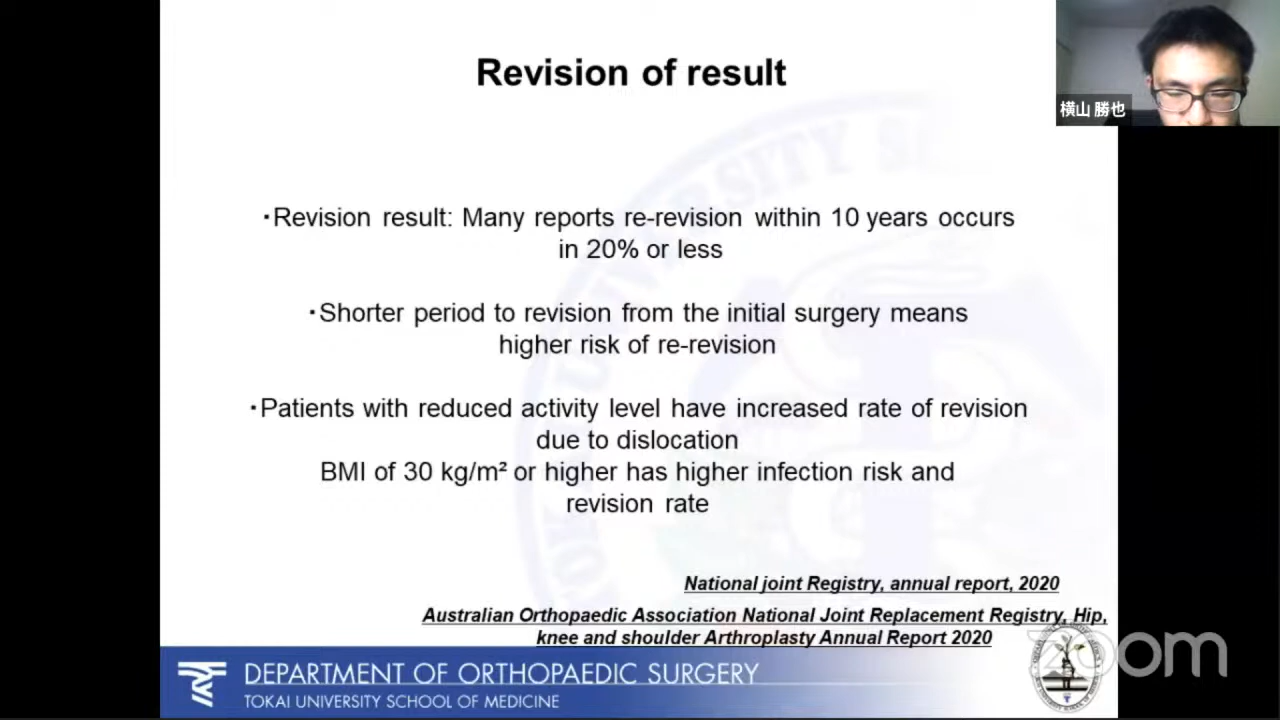 Revision of result
横山 勝也
・Revision result: Many reports re-revision within 10 years occurs
in 20% or less
・Shorter period to revision from the initial surgery means
higher risk of re-revision
・Patients with reduced activity level have increased rate of revision
due to dislocation
BMI of 30 kg/m² or higher has higher infection risk and
revision rate
National joint Registry, annual report, 2020
Australian Orthopaedic Association National Joint Replacement Registry, Hip,
knee and shoulder Arthroplasty Annual Report 2020
DEPARTMENT OF ORTHOPAEDIC SURGERY
TOKAI UNIVERSITY SCHOOL OF MEDICINE
zoom